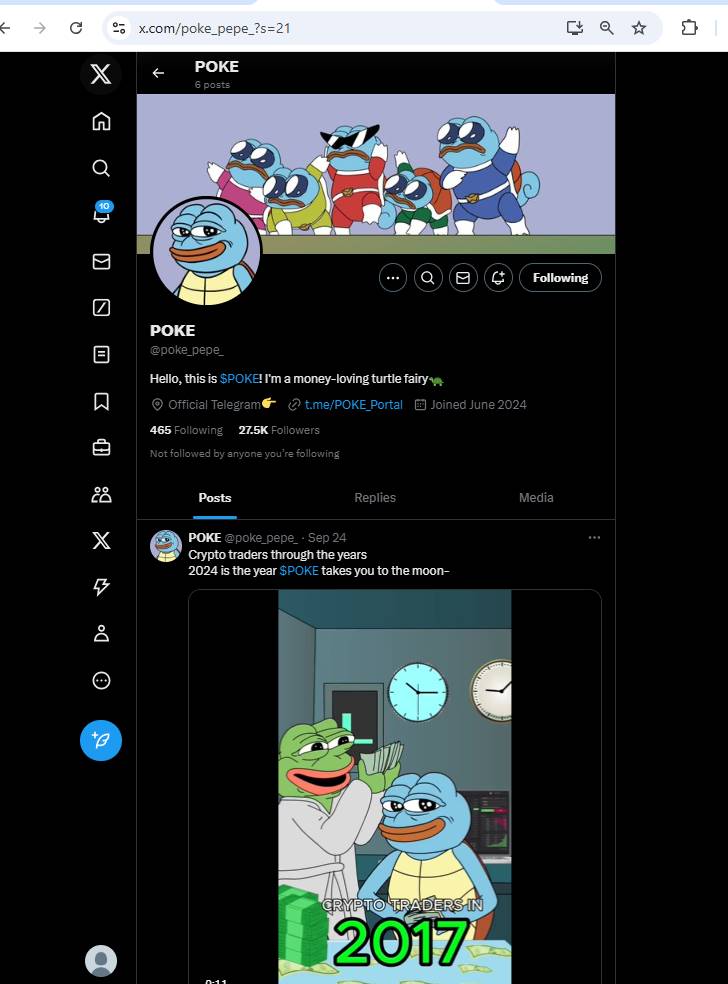 x.com/poke_pepe_?s=21
POKE
6 posts
10
Following
POKE
@poke_pepe_
Hello, this is $POKE! I'm a money-loving turtle fairy🐢
Official Telegram👉 t.me/POKE_Portal Joined June 2024
465 Following 27.5K Followers
Not followed by anyone you're following
Posts Replies Media
POKE @poke_pepe_ · Sep 24
Crypto traders through the years
2024 is the year $POKE takes you to the moon~
CRYPTO TRADERS IN
2017
0:11